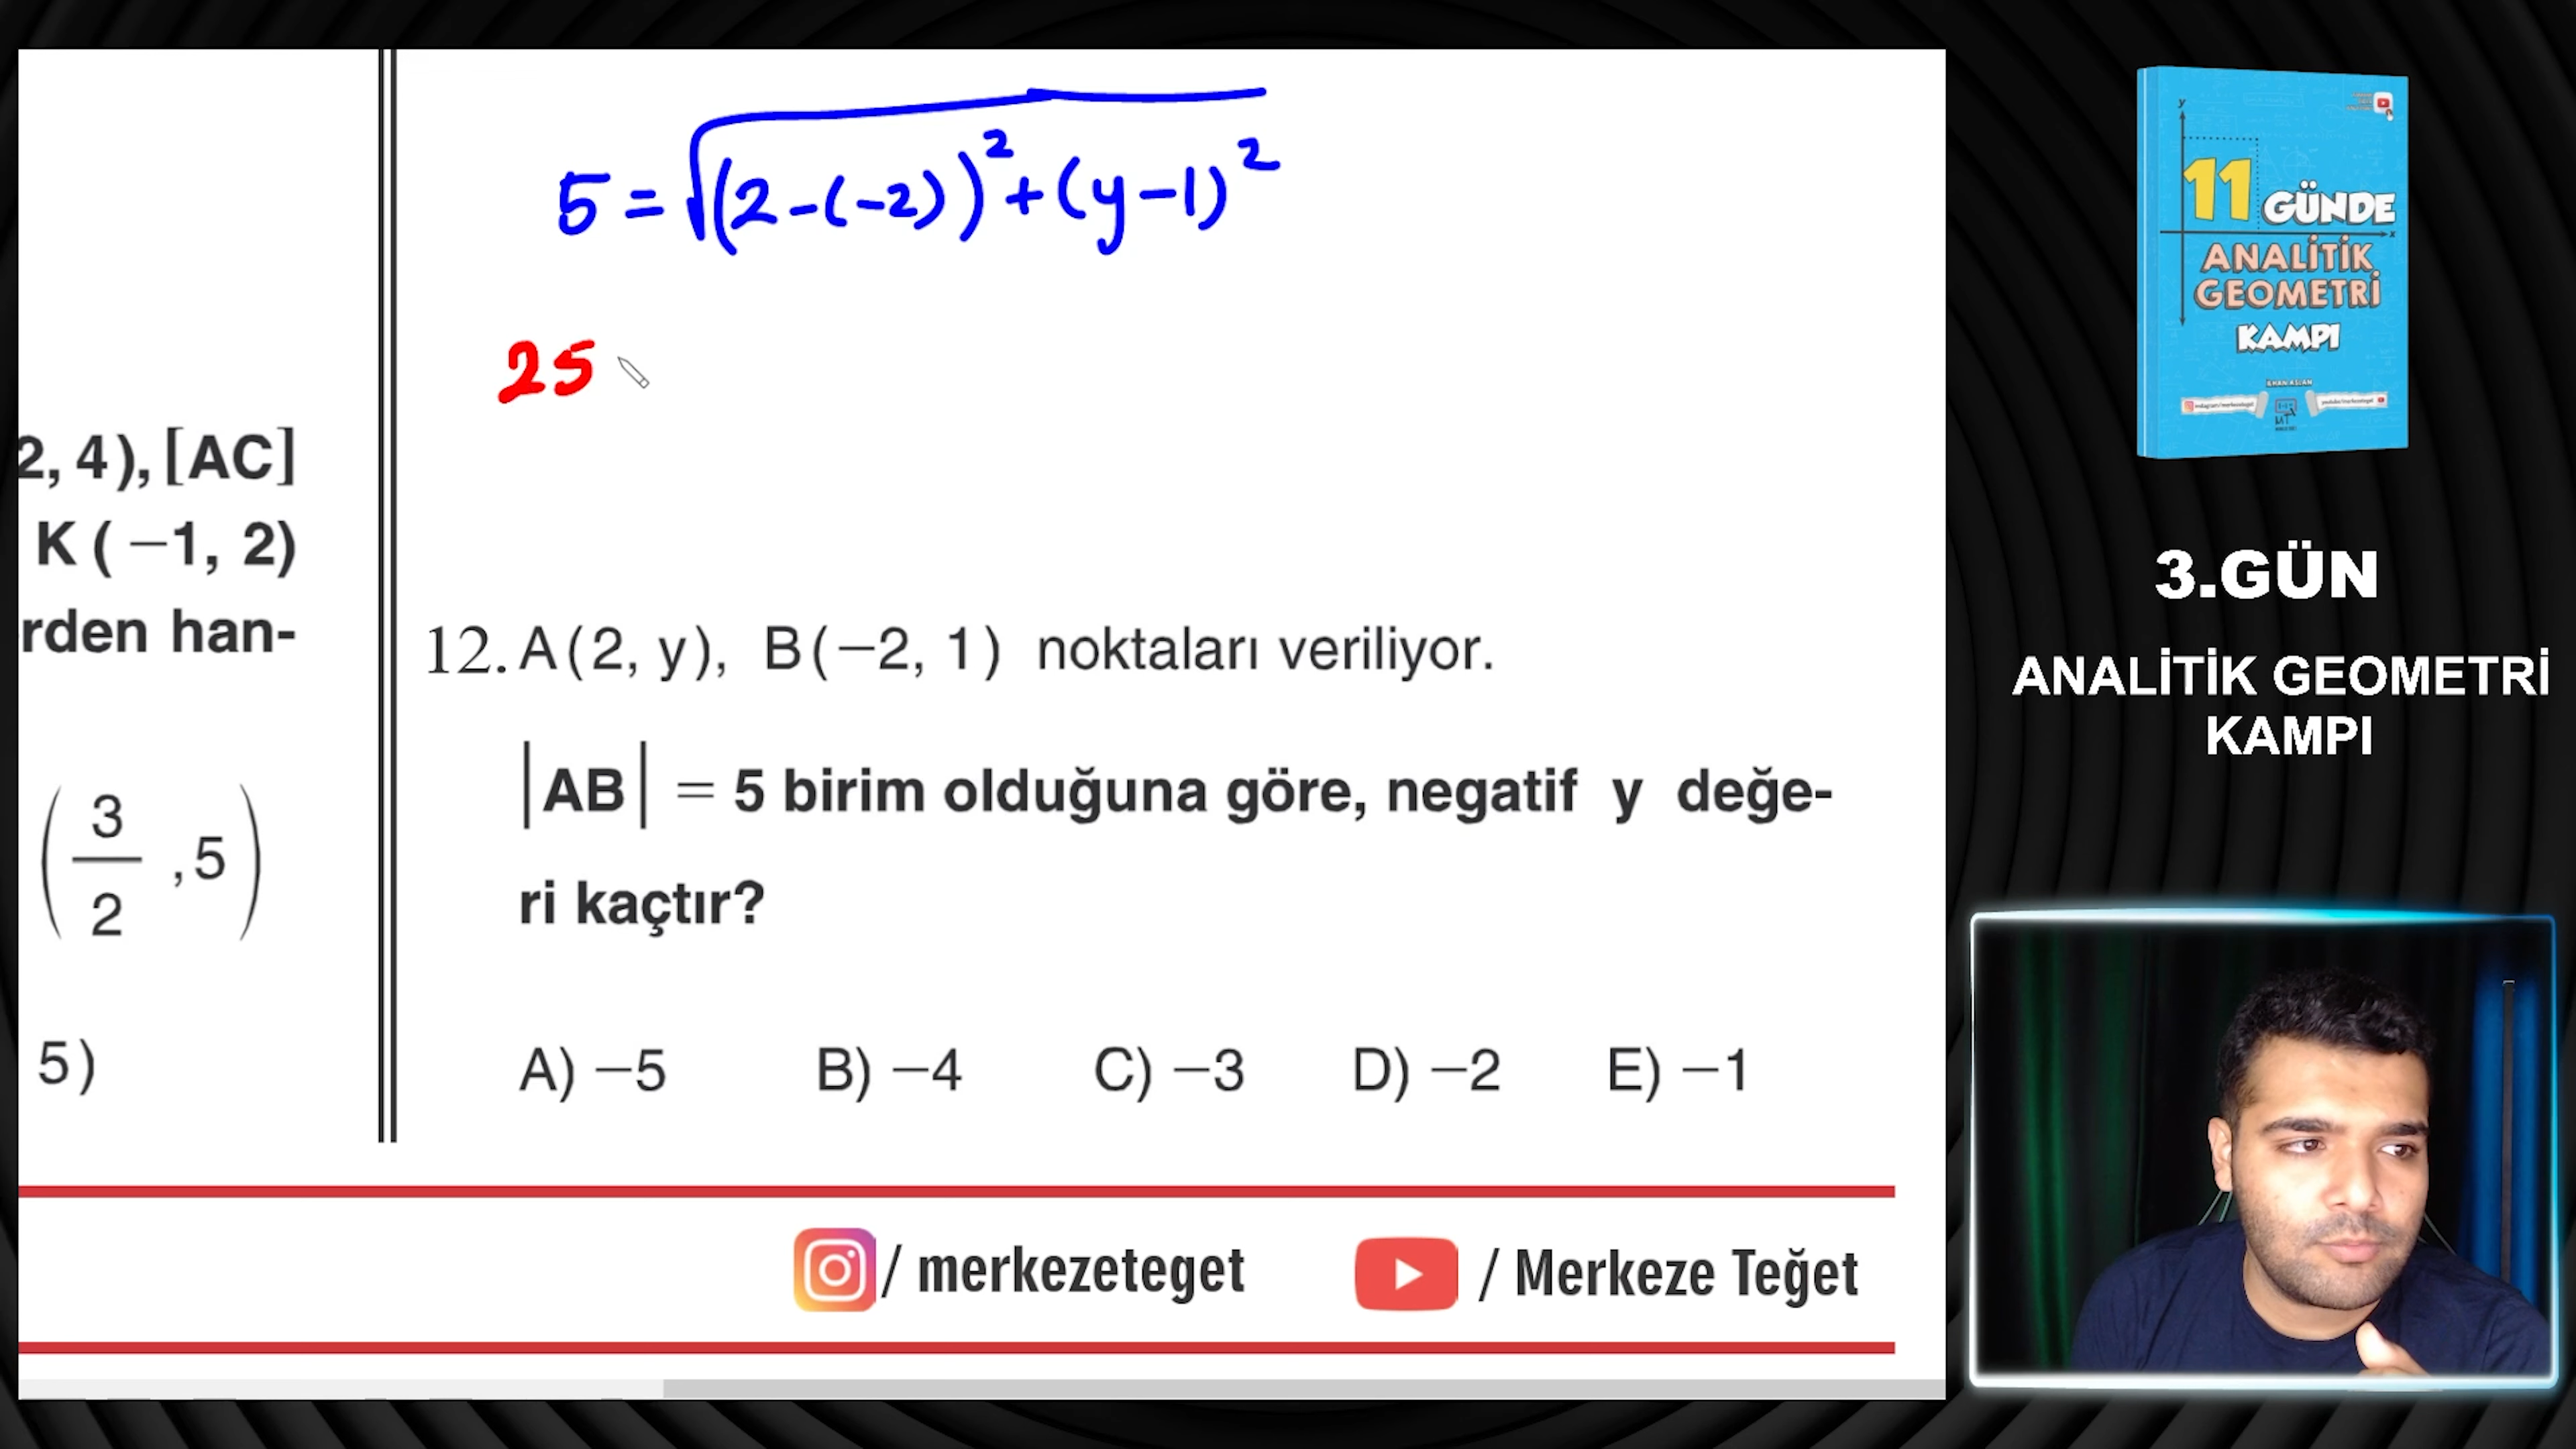 5 = √(2-(-2))² + (y-1)²
25
2, 4), [AC]
K ( −1, 2)
rden han-
( 3/2 , 5 )
5)
12. A(2, y), B(−2, 1) noktaları veriliyor.
|AB| = 5 birim olduğuna göre, negatif y değe-
ri kaçtır?
A) −5 B) −4 C) −3 D) −2 E) −1
/ merkezeteget / Merkeze Teğet
y
11 GÜNDE
x
ANALİTİK
GEOMETRİ
KAMPI
İLHAN ASLAN
3.GÜN
ANALİTİK GEOMETRİ
KAMPI